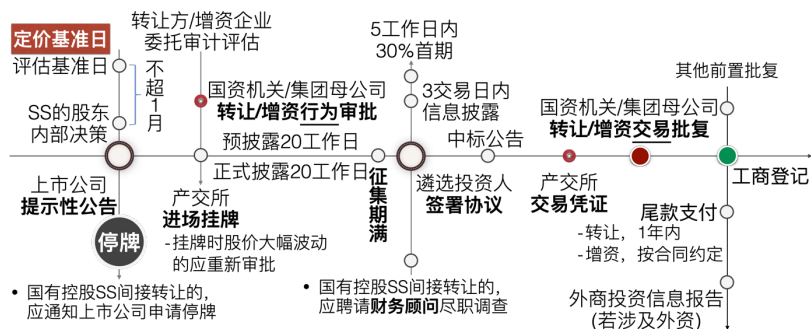 定价基准日
评估基准日
不超1月
SS的股东
内部决策
转让方/增资企业
委托审计评估
国资机关/集团母公司
转让/增资行为审批
预披露20工作日
正式披露20工作日
上市公司
提示性公告
停牌
• 国有控股SS间接转让的，
应通知上市公司申请停牌
产交所
进场挂牌
-挂牌时股价大幅波动
的应重新审批
征集期满
5工作日内
30%首期
3交易日内
信息披露
中标公告
遴选投资人
签署协议
• 国有控股SS间接转让的，
应聘请财务顾问尽职调查
产交所
交易凭证
国资机关/集团母公司
转让/增资交易批复
其他前置批复
工商登记
尾款支付
-转让，1年内
-增资，按合同约定
外商投资信息报告
(若涉及外资)